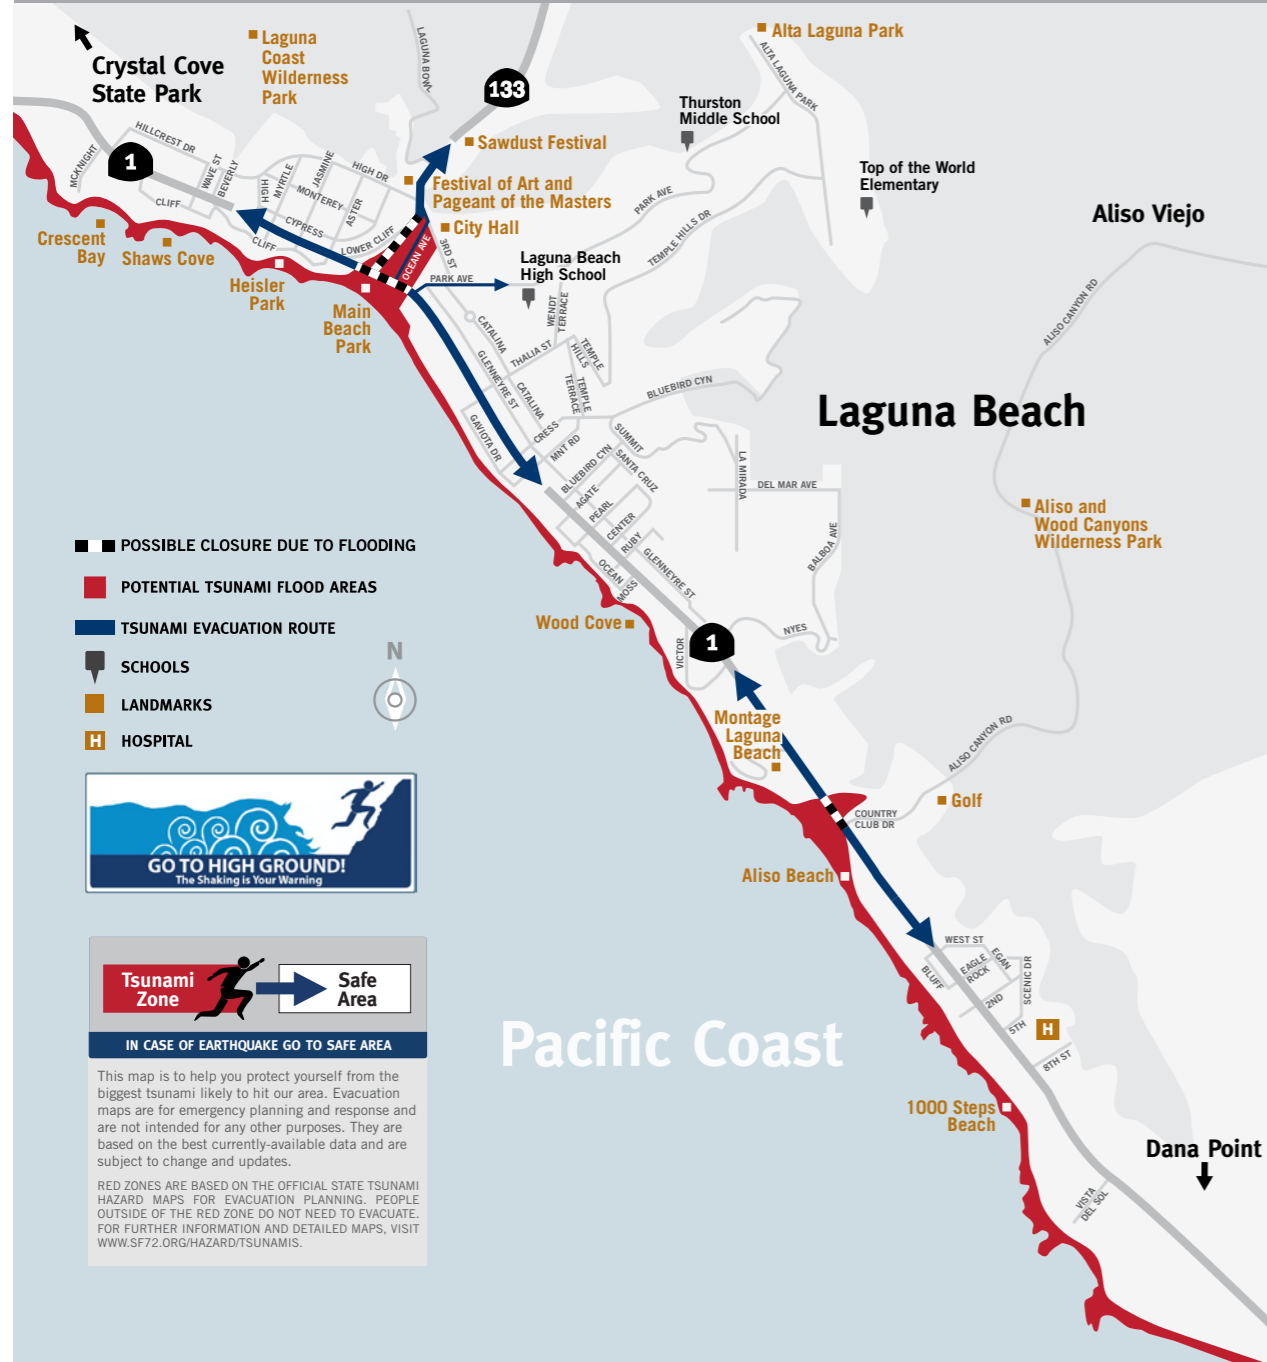 Crystal Cove
State Park
Laguna
Coast
Wilderness
Park
LAGUNA BOWL
133
Alta Laguna Park
ALTA LAGUNA PARK
Thurston
Middle School
Top of the World
Elementary
Aliso Viejo
Sawdust Festival
Festival of Art and
Pageant of the Masters
City Hall
HILLCREST DR
MCKNIGHT
1
WAVE ST
BEVERLY
CLIFF
HIGH
MYRTLE
JASMINE
MONTEREY
HIGH DR
ASTER
CYPRESS
CLIFF
LOWER CLIFF
OCEAN AVE
3RD ST
PARK AVE
PARK AVE
TEMPLE HILLS DR
Laguna Beach
High School
Crescent
Bay
Shaws Cove
Heisler
Park
Main
Beach
Park
WENDT
TERRACE
CATALINA
GLENNEYRE ST
THALIA ST
TEMPLE
HILLS
TEMPLE
TERRACE
CATALINA
GAVIOTA DR
CRESS
MNT RD
BLUEBIRD CYN
SUMMIT
BLUEBIRD CYN
SANTA CRUZ
AGATE
PEARL
CENTER
RUBY
OCEAN
MOSS
GLENNEYRE ST
LA MIRADA
DEL MAR AVE
BALBOA AVE
NYES
VICTOR
1
ALISO CANYON RD
Laguna Beach
Aliso and
Wood Canyons
Wilderness Park
POSSIBLE CLOSURE DUE TO FLOODING
POTENTIAL TSUNAMI FLOOD AREAS
TSUNAMI EVACUATION ROUTE
SCHOOLS
LANDMARKS
H HOSPITAL
N
Wood Cove
Montage
Laguna
Beach
ALISO CANYON RD
Golf
COUNTRY
CLUB DR
Aliso Beach
GO TO HIGH GROUND!
The Shaking is Your Warning
Tsunami
Zone
Safe
Area
IN CASE OF EARTHQUAKE GO TO SAFE AREA
This map is to help you protect yourself from the
biggest tsunami likely to hit our area. Evacuation
maps are for emergency planning and response and
are not intended for any other purposes. They are
based on the best currently-available data and are
subject to change and updates.
RED ZONES ARE BASED ON THE OFFICIAL STATE TSUNAMI
HAZARD MAPS FOR EVACUATION PLANNING. PEOPLE
OUTSIDE OF THE RED ZONE DO NOT NEED TO EVACUATE.
FOR FURTHER INFORMATION AND DETAILED MAPS, VISIT
WWW.SF72.ORG/HAZARD/TSUNAMIS.
Pacific Coast
WEST ST
BLUFF
EAGLE
ROCK
EGAN
SCENIC DR
2ND
5TH
H
8TH ST
1000 Steps
Beach
Dana Point
VISTA
DEL SOL